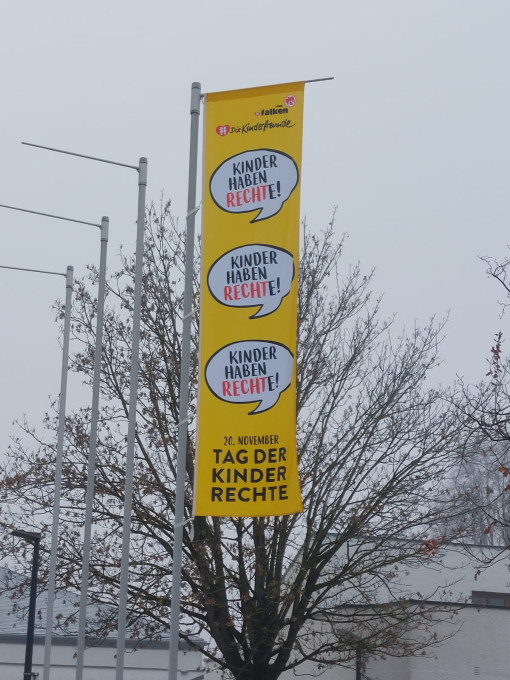 falken
Die Kinderfreunde
KINDER
HABEN
RECHTE!
KINDER
HABEN
RECHTE!
KINDER
HABEN
RECHTE!
20. NOVEMBER
TAG DER
KINDER
RECHTE